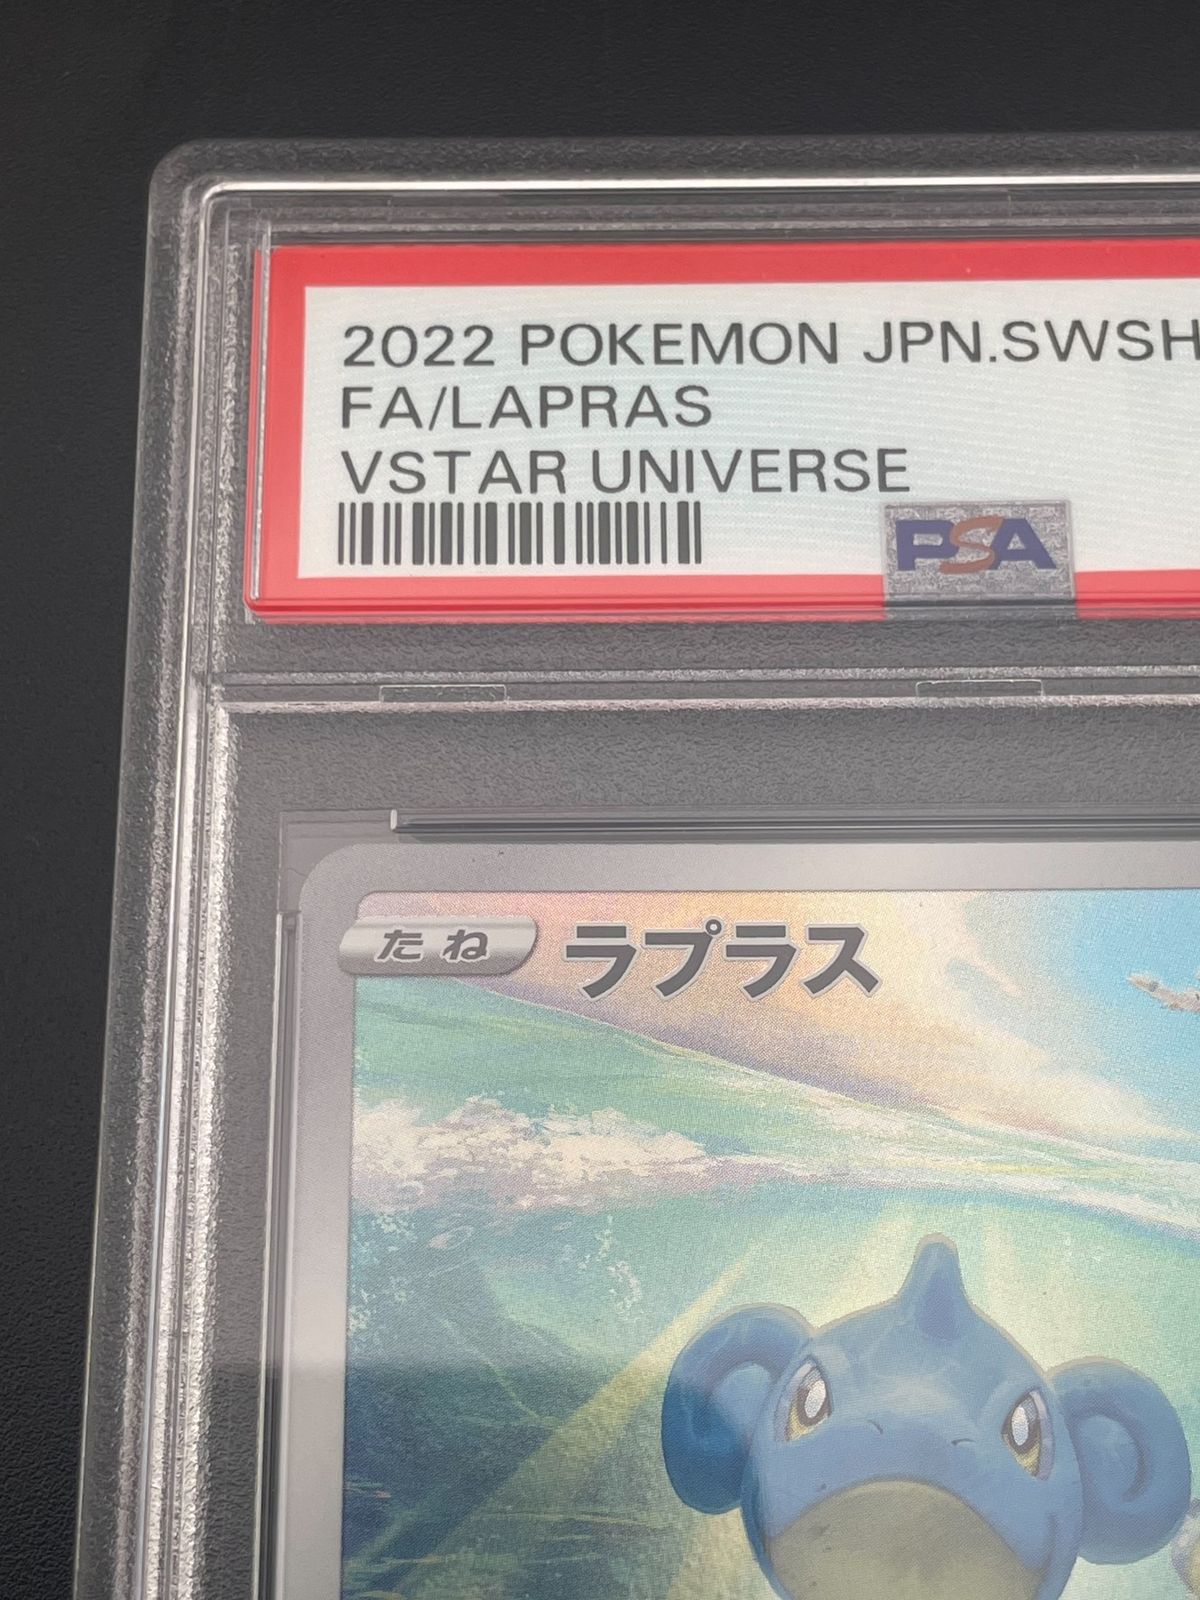 2022 POKEMON JPN.SWSH
FA/LAPRAS
VSTAR UNIVERSE
PSA
たね ラプラス